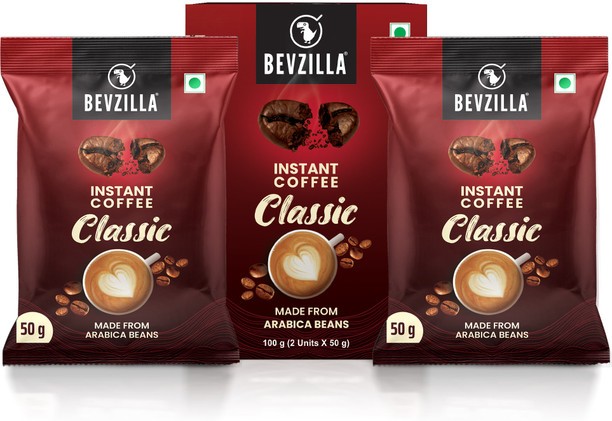 BEVZILLA®
INSTANT
COFFEE
Classic
50 g
MADE FROM
ARABICA BEANS
BEVZILLA®
INSTANT
COFFEE
Classic
MADE FROM
ARABICA BEANS
100 g (2 Units X 50 g)
BEVZILLA®
INSTANT
COFFEE
Classic
50 g
MADE FROM
ARABICA BEANS